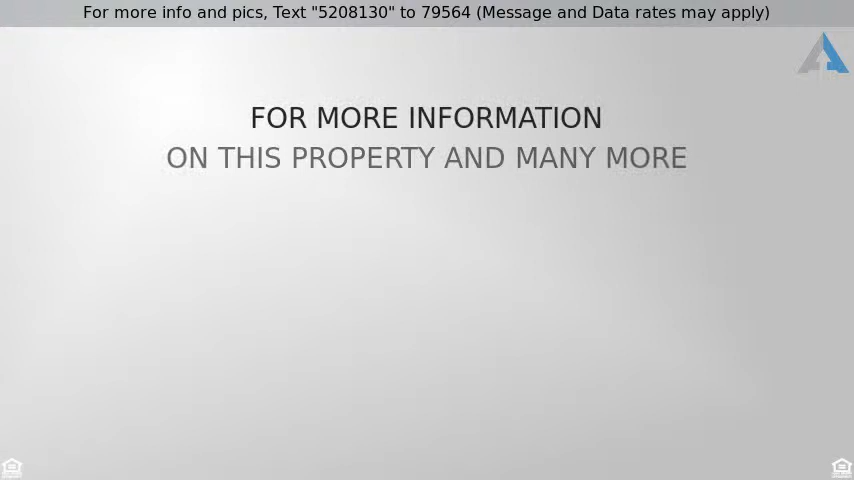 For more info and pics, Text "5208130" to 79564 (Message and Data rates may apply)
FOR MORE INFORMATION
ON THIS PROPERTY AND MANY MORE